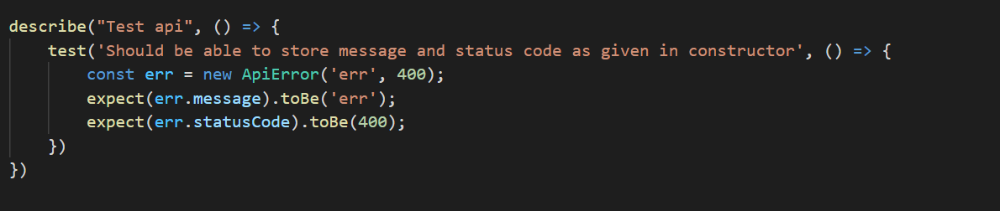 describe("Test api", () => {
    test('Should be able to store message and status code as given in constructor', () => {
        const err = new ApiError('err', 400);
        expect(err.message).toBe('err');
        expect(err.statusCode).toBe(400);
    })
})